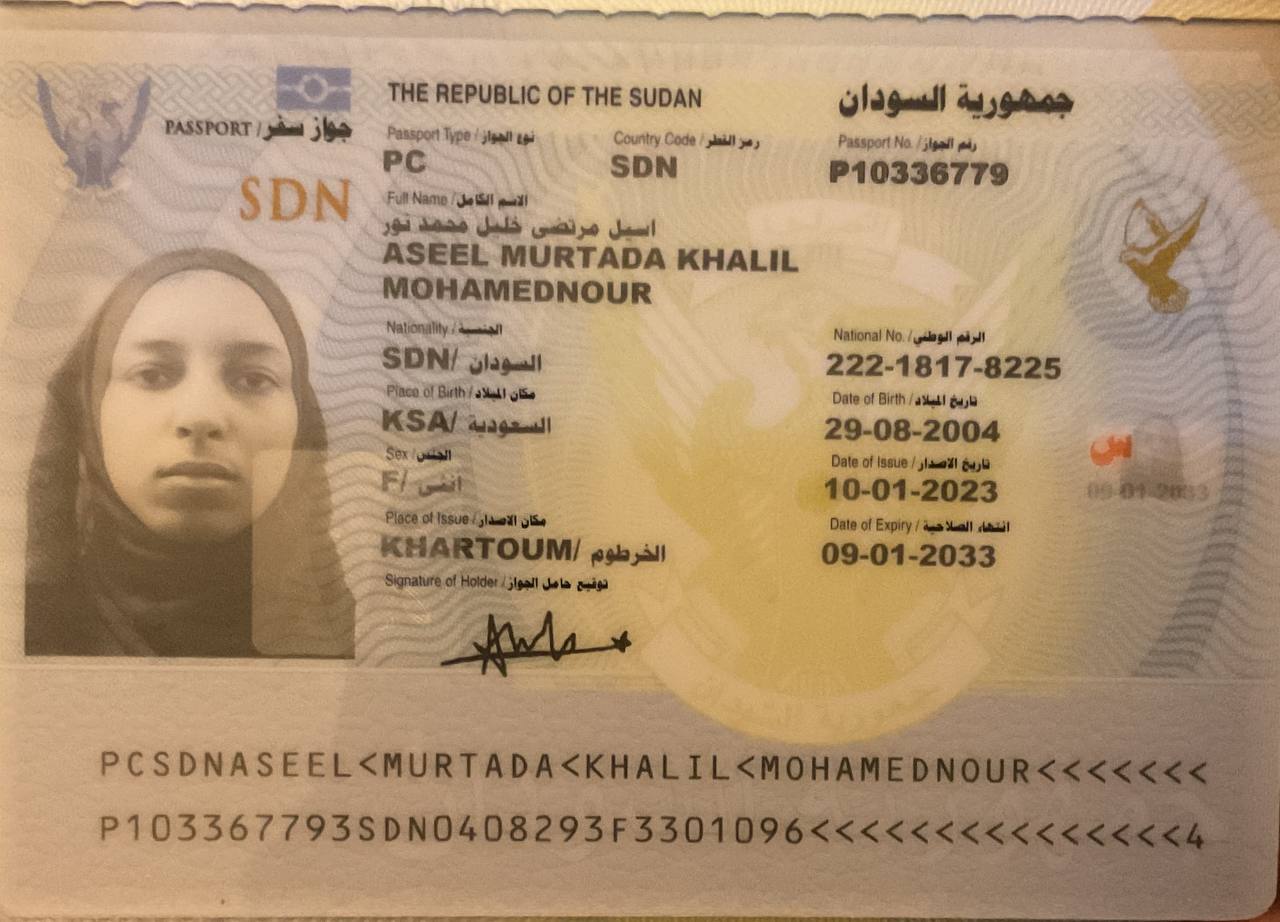 THE REPUBLIC OF THE SUDAN
جمهورية السودان
PASSPORT / جواز سفر
SDN
Passport Type / نوع الجواز
PC
Country Code / رمز القطر
SDN
Passport No. / رقم الجواز
P10336779
Full Name / الاسم الكامل
اسيل مرتضى خليل محمد نور
ASEEL MURTADA KHALIL
MOHAMEDNOUR
Nationality / الجنسية
SDN/ السودان
National No. / الرقم الوطني
222-1817-8225
Place of Birth / مكان الميلاد
KSA/ السعودية
Date of Birth / تاريخ الميلاد
29-08-2004
Sex / الجنس
F/ انثى
Date of Issue / تاريخ الاصدار
10-01-2023
س
09-01-2033
Place of Issue / مكان الاصدار
KHARTOUM/ الخرطوم
Date of Expiry / انتهاء الصلاحية
09-01-2033
Signature of Holder / توقيع حامل الجواز
جمهورية السودان
PCSDNASEEL<MURTADA<KHALIL<MOHAMEDNOUR<<<<<<<
P103367793SDN0408293F3301096<<<<<<<<<<<<<<<4